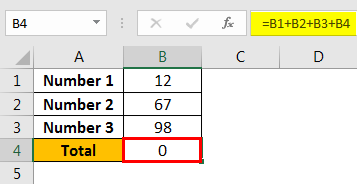 B4 fx =B1+B2+B3+B4
A B C D
1 Number 1 12
2 Number 2 67
3 Number 3 98
4 Total 0
5